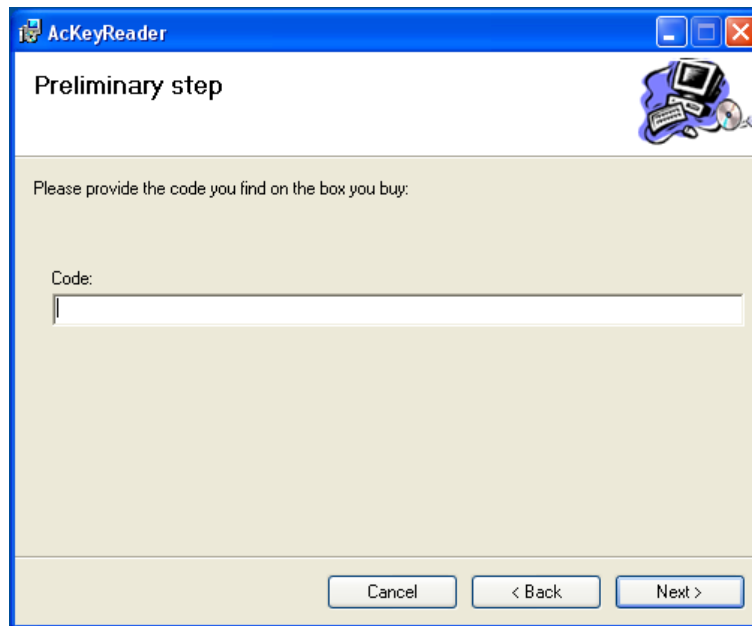 AcKeyReader
Preliminary step
Please provide the code you find on the box you buy:
Code:
Cancel
< Back
Next >